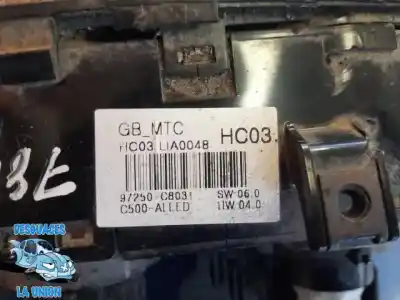 GB_MTC
HC03 LIA0048 HC03.
97250-C8031 SW 06.0
C500-ALLED HW 04.0
DESGUACES
LA UNION